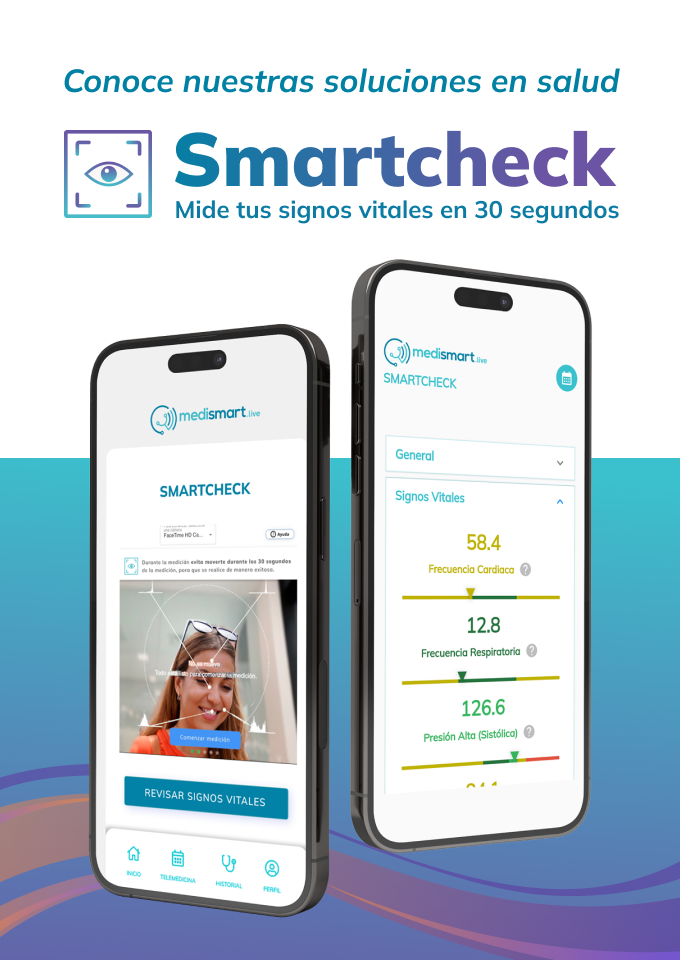 Conoce nuestras soluciones en salud
Smartcheck
Mide tus signos vitales en 30 segundos
medismart.live
SMARTCHECK
FaceTime HD Ca...
Ayuda
Durante la medición evita moverte durante los 30 segundos
de la medición, para que se realice de manera exitosa.
No se mueva
Todo está listo para comenzar la medición.
Comenzar medición
REVISAR SIGNOS VITALES
INICIO
TELEMEDICINA
HISTORIAL
PERFIL
medismart.live
SMARTCHECK
General
Signos Vitales
58.4
Frecuencia Cardiaca ?
12.8
Frecuencia Respiratoria ?
126.6
Presión Alta (Sistólica) ?